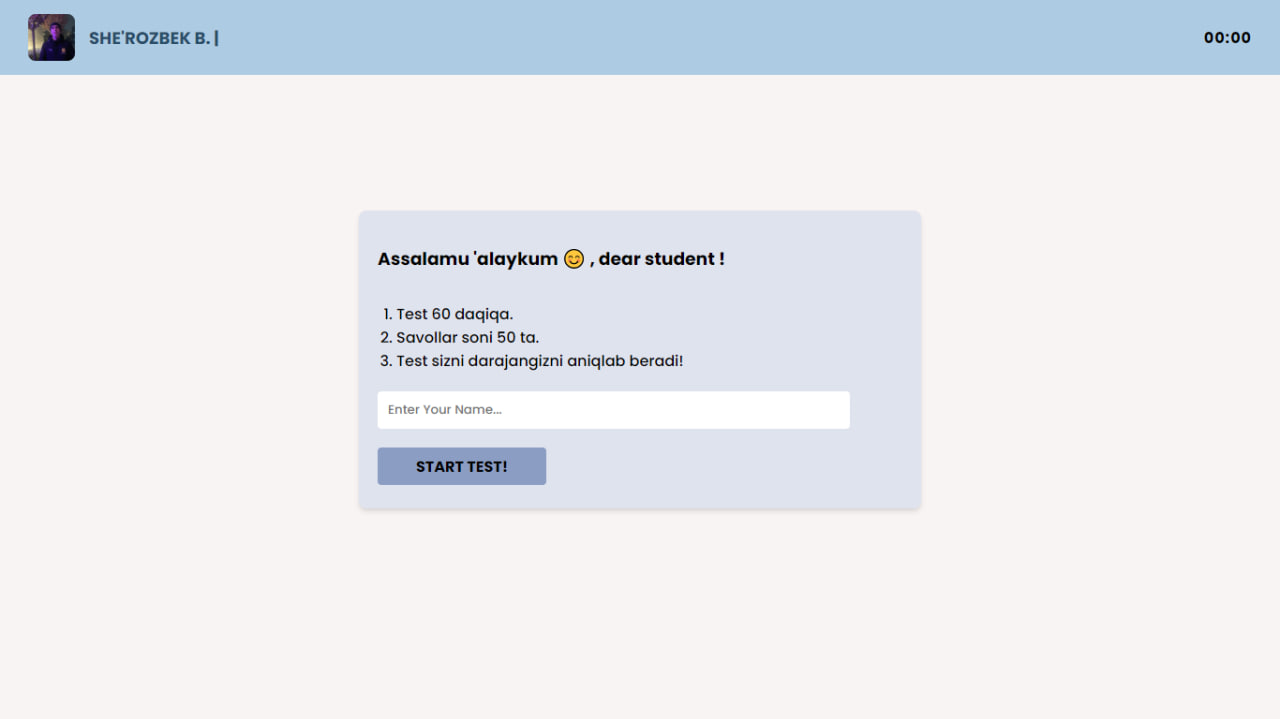 SHE'ROZBEK B. |
00:00
Assalamu 'alaykum 😊 , dear student !
1. Test 60 daqiqa.
2. Savollar soni 50 ta.
3. Test sizni darajangizni aniqlab beradi!
Enter Your Name...
START TEST!